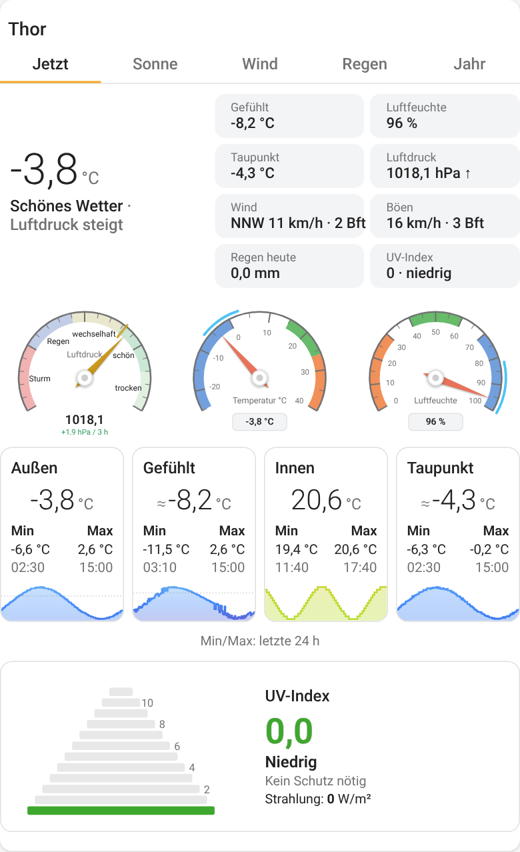 Thor
Jetzt Sonne Wind Regen Jahr
-3,8 °C
Schönes Wetter ·
Luftdruck steigt
Gefühlt
-8,2 °C
Luftfeuchte
96 %
Taupunkt
-4,3 °C
Luftdruck
1018,1 hPa ↑
Wind
NNW 11 km/h · 2 Bft
Böen
16 km/h · 3 Bft
Regen heute
0,0 mm
UV-Index
0 · niedrig
Sturm
Regen
wechselhaft
schön
trocken
Luftdruck
1018,1
+1.9 hPa / 3 h
-20
-10
0
10
20
30
40
Temperatur °C
-3,8 °C
0
10
20
30
40
50
60
70
80
90
100
Luftfeuchte
96 %
Außen
-3,8 °C
Min Max
-6,6 °C 2,6 °C
02:30 15:00
Gefühlt
≈-8,2 °C
Min Max
-11,5 °C 2,6 °C
03:10 15:00
Innen
20,6 °C
Min Max
19,4 °C 20,6 °C
11:40 17:40
Taupunkt
≈-4,3 °C
Min Max
-6,3 °C -0,2 °C
02:30 15:00
Min/Max: letzte 24 h
10
8
6
4
2
UV-Index
0,0
Niedrig
Kein Schutz nötig
Strahlung: 0 W/m²